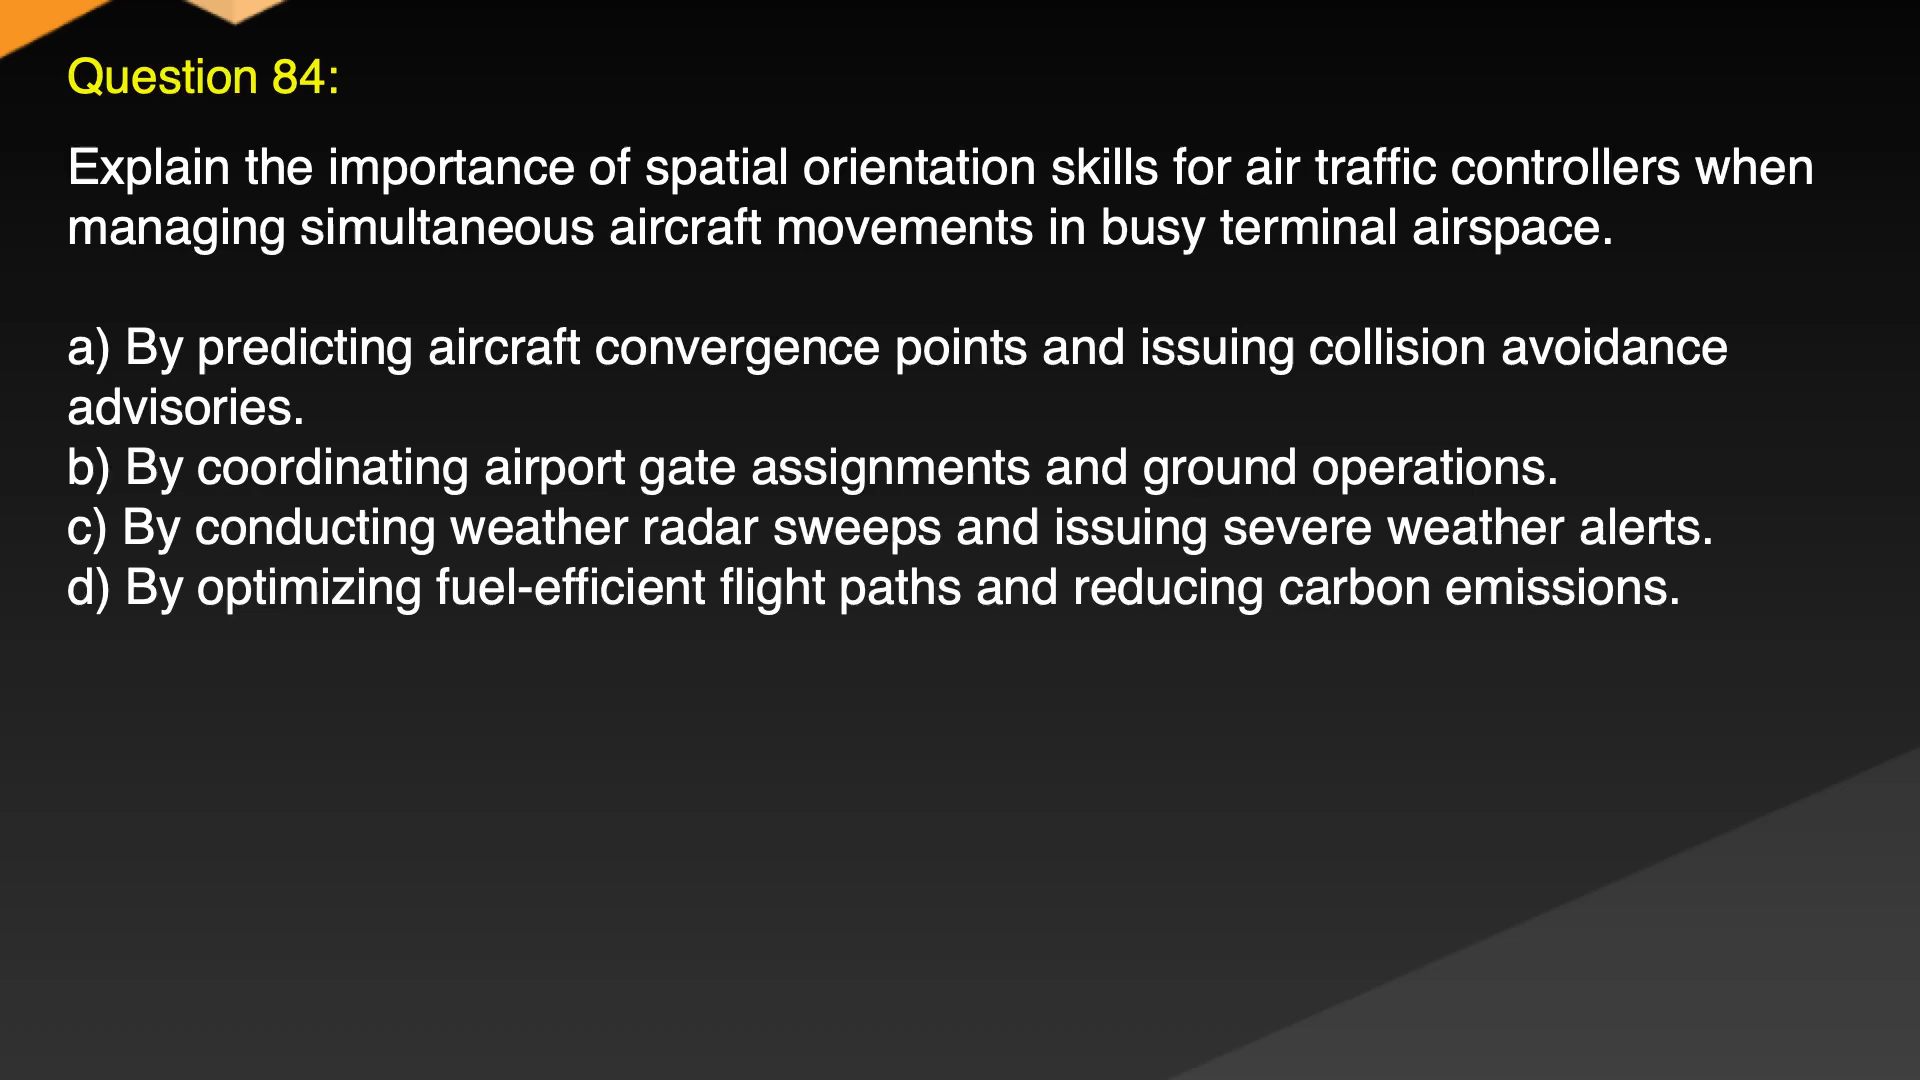 Question 84:
Explain the importance of spatial orientation skills for air traffic controllers when
managing simultaneous aircraft movements in busy terminal airspace.
a) By predicting aircraft convergence points and issuing collision avoidance
advisories.
b) By coordinating airport gate assignments and ground operations.
c) By conducting weather radar sweeps and issuing severe weather alerts.
d) By optimizing fuel-efficient flight paths and reducing carbon emissions.